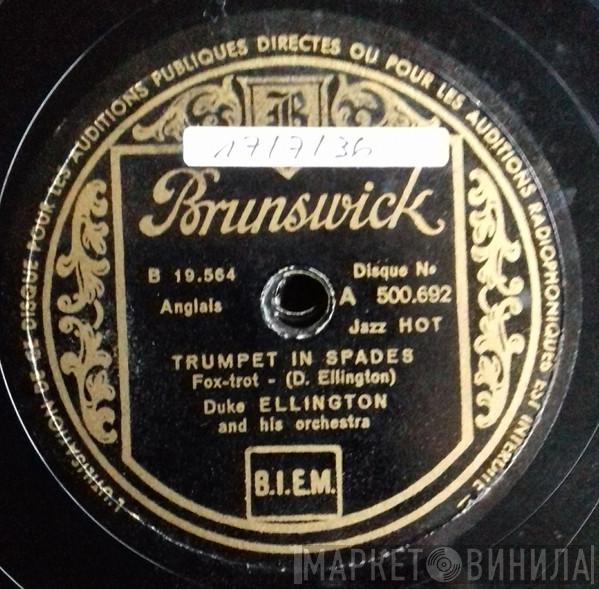 L'UTILISATION DE CE DISQUE POUR LES AUDITIONS PUBLIQUES DIRECTES OU POUR LES AUDITIONS RADIOPHONIQUES EST INTERDITE
B
17/7/36
Brunswick
B 19.564
Disque No
Anglais
A 500.692
Jazz HOT
TRUMPET IN SPADES
Fox-trot - (D. Ellington)
Duke ELLINGTON
and his orchestra
B.I.E.M.
МАРКЕТ ВИНИЛА